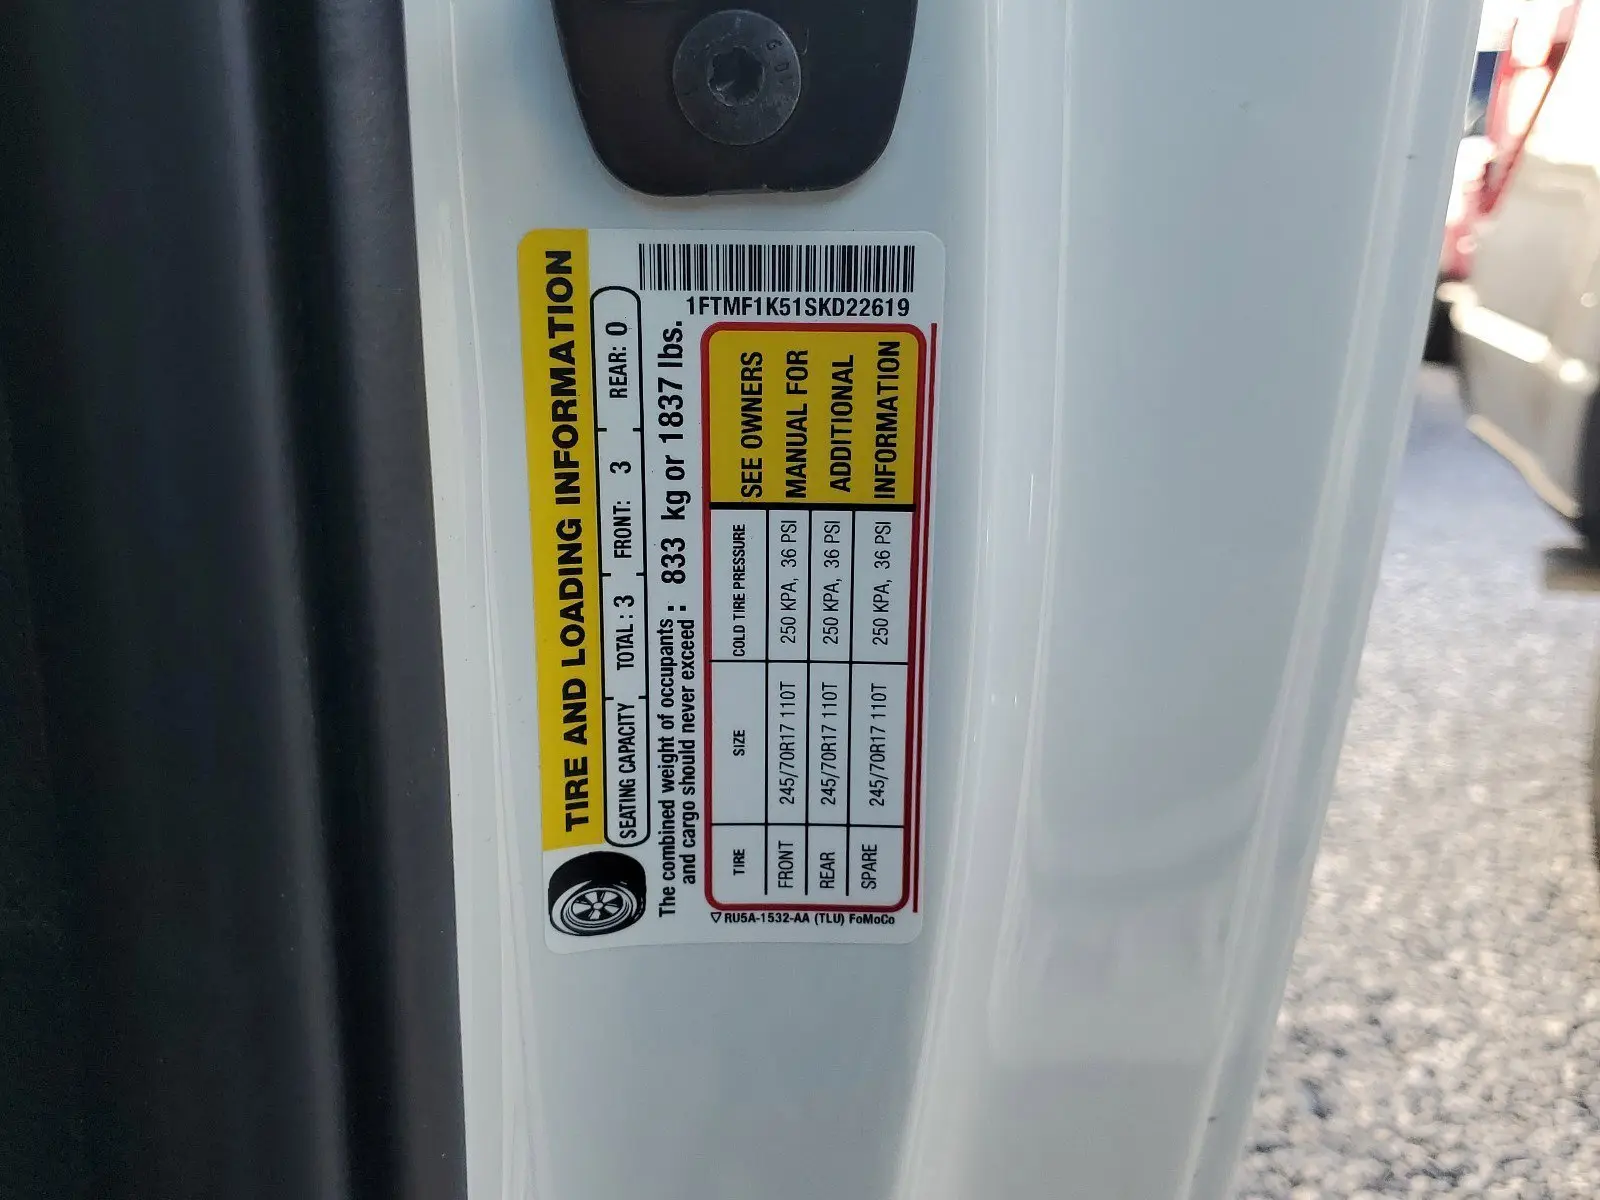 1FTMF1K51SKD22619
TIRE AND LOADING INFORMATION
SEATING CAPACITY TOTAL : 3 FRONT: 3 REAR: 0
The combined weight of occupants
and cargo should never exceed : 833 kg or 1837 lbs.
TIRE SIZE COLD TIRE PRESSURE
FRONT 245/70R17 110T 250 KPA, 36 PSI
REAR 245/70R17 110T 250 KPA, 36 PSI
SPARE 245/70R17 110T 250 KPA, 36 PSI
SEE OWNERS
MANUAL FOR
ADDITIONAL
INFORMATION
RU5A-1532-AA (TLU) FoMoCo